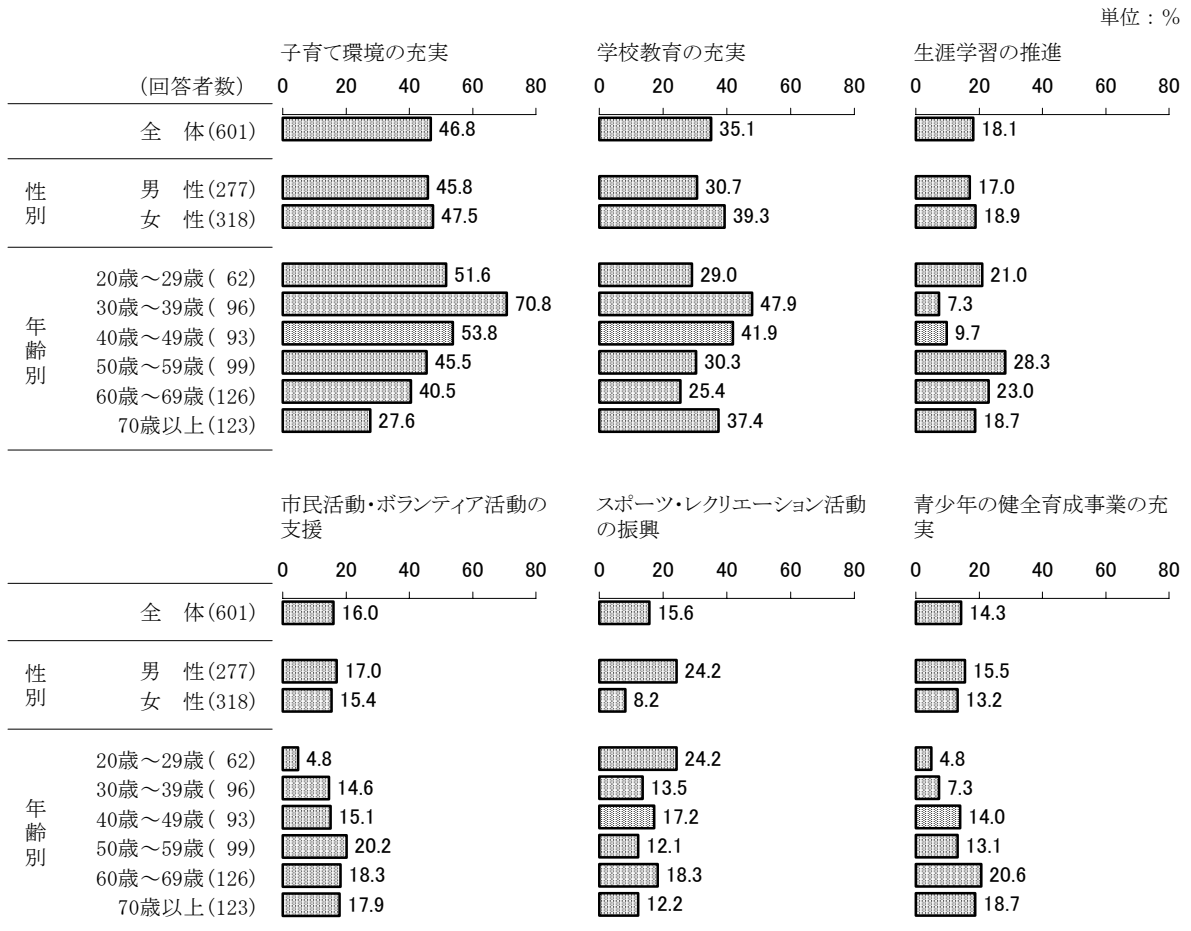 単位：%
子育て環境の充実 学校教育の充実 生涯学習の推進
(回答者数) 0 20 40 60 80 0 20 40 60 80 0 20 40 60 80
全　体(601) 46.8 35.1 18.1
性別 男　性(277) 45.8 30.7 17.0
女　性(318) 47.5 39.3 18.9
年齢別 20歳～29歳( 62) 51.6 29.0 21.0
30歳～39歳( 96) 70.8 47.9 7.3
40歳～49歳( 93) 53.8 41.9 9.7
50歳～59歳( 99) 45.5 30.3 28.3
60歳～69歳(126) 40.5 25.4 23.0
70歳以上(123) 27.6 37.4 18.7
市民活動・ボランティア活動の
支援
スポーツ・レクリエーション活動
の振興
青少年の健全育成事業の充
実
0 20 40 60 80 0 20 40 60 80 0 20 40 60 80
全　体(601) 16.0 15.6 14.3
性別 男　性(277) 17.0 24.2 15.5
女　性(318) 15.4 8.2 13.2
年齢別 20歳～29歳( 62) 4.8 24.2 4.8
30歳～39歳( 96) 14.6 13.5 7.3
40歳～49歳( 93) 15.1 17.2 14.0
50歳～59歳( 99) 20.2 12.1 13.1
60歳～69歳(126) 18.3 18.3 20.6
70歳以上(123) 17.9 12.2 18.7